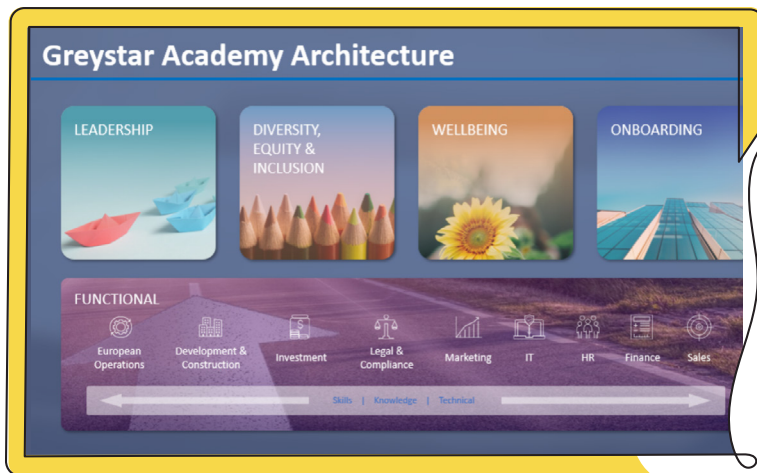 Greystar Academy Architecture
LEADERSHIP
DIVERSITY,
EQUITY &
INCLUSION
WELLBEING
ONBOARDING
FUNCTIONAL
European
Operations
Development &
Construction
Investment
Legal &
Compliance
Marketing
IT
HR
Finance
Sales
Skills | Knowledge | Technical